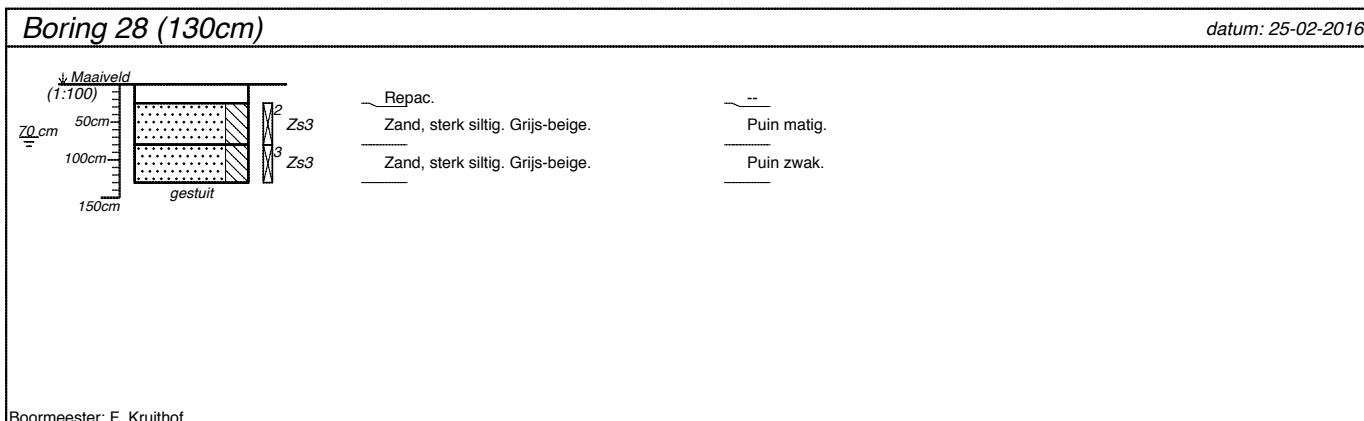 Boring 28 (130cm) datum: 25-02-2016
Maaiveld
(1:100)
Repac. --
50cm 2 Zs3 Zand, sterk siltig. Grijs-beige. Puin matig.
70 cm
100cm 3 Zs3 Zand, sterk siltig. Grijs-beige. Puin zwak.
gestuit
150cm
Boormeester: F. Kruithof